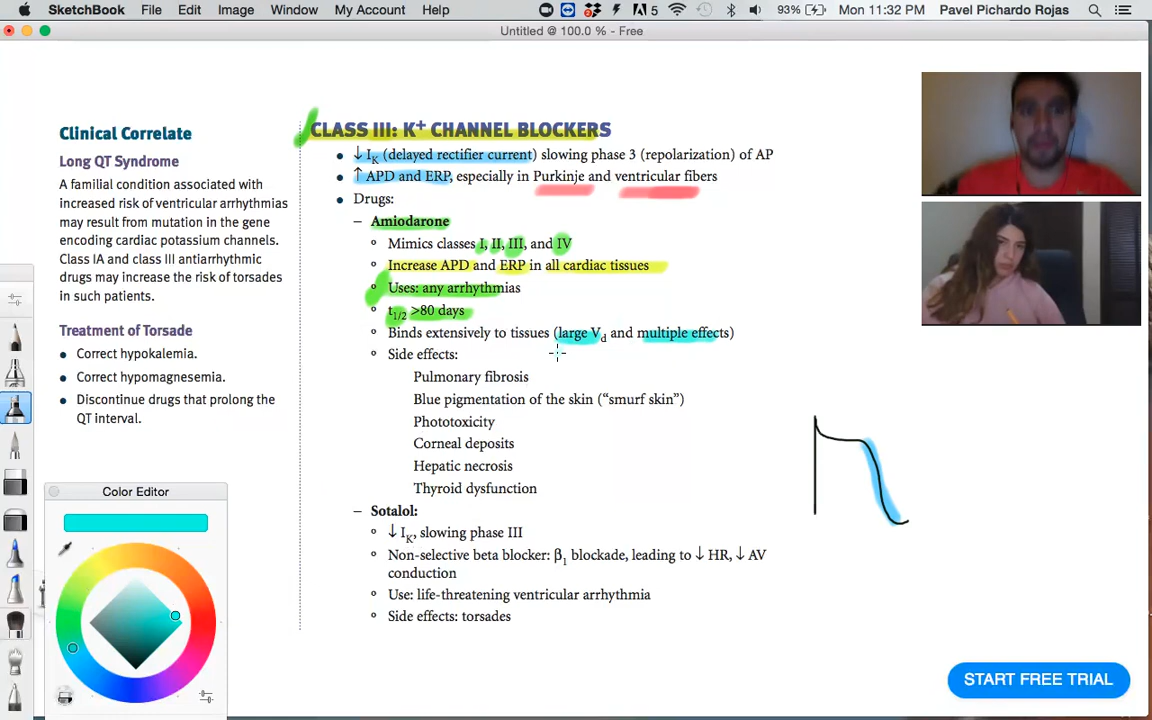 SketchBook File Edit Image Window My Account Help 5 93% Mon 11:32 PM Pavel Pichardo Rojas
Untitled @ 100.0 % - Free
Clinical Correlate
Long QT Syndrome
A familial condition associated with
increased risk of ventricular arrhythmias
may result from mutation in the gene
encoding cardiac potassium channels.
Class IA and class III antiarrhythmic
drugs may increase the risk of torsades
in such patients.
Treatment of Torsade
• Correct hypokalemia.
• Correct hypomagnesemia.
• Discontinue drugs that prolong the
QT interval.
CLASS III: K⁺ CHANNEL BLOCKERS
• ↓ I_K (delayed rectifier current) slowing phase 3 (repolarization) of AP
• ↑ APD and ERP, especially in Purkinje and ventricular fibers
• Drugs:
– Amiodarone
° Mimics classes I, II, III, and IV
° Increase APD and ERP in all cardiac tissues
° Uses: any arrhythmias
° t1/2 >80 days
° Binds extensively to tissues (large Vd and multiple effects)
° Side effects:
Pulmonary fibrosis
Blue pigmentation of the skin (“smurf skin”)
Phototoxicity
Corneal deposits
Hepatic necrosis
Thyroid dysfunction
– Sotalol:
° ↓ I_K, slowing phase III
° Non-selective beta blocker: β1 blockade, leading to ↓ HR, ↓ AV
conduction
° Use: life-threatening ventricular arrhythmia
° Side effects: torsades
Color Editor
START FREE TRIAL